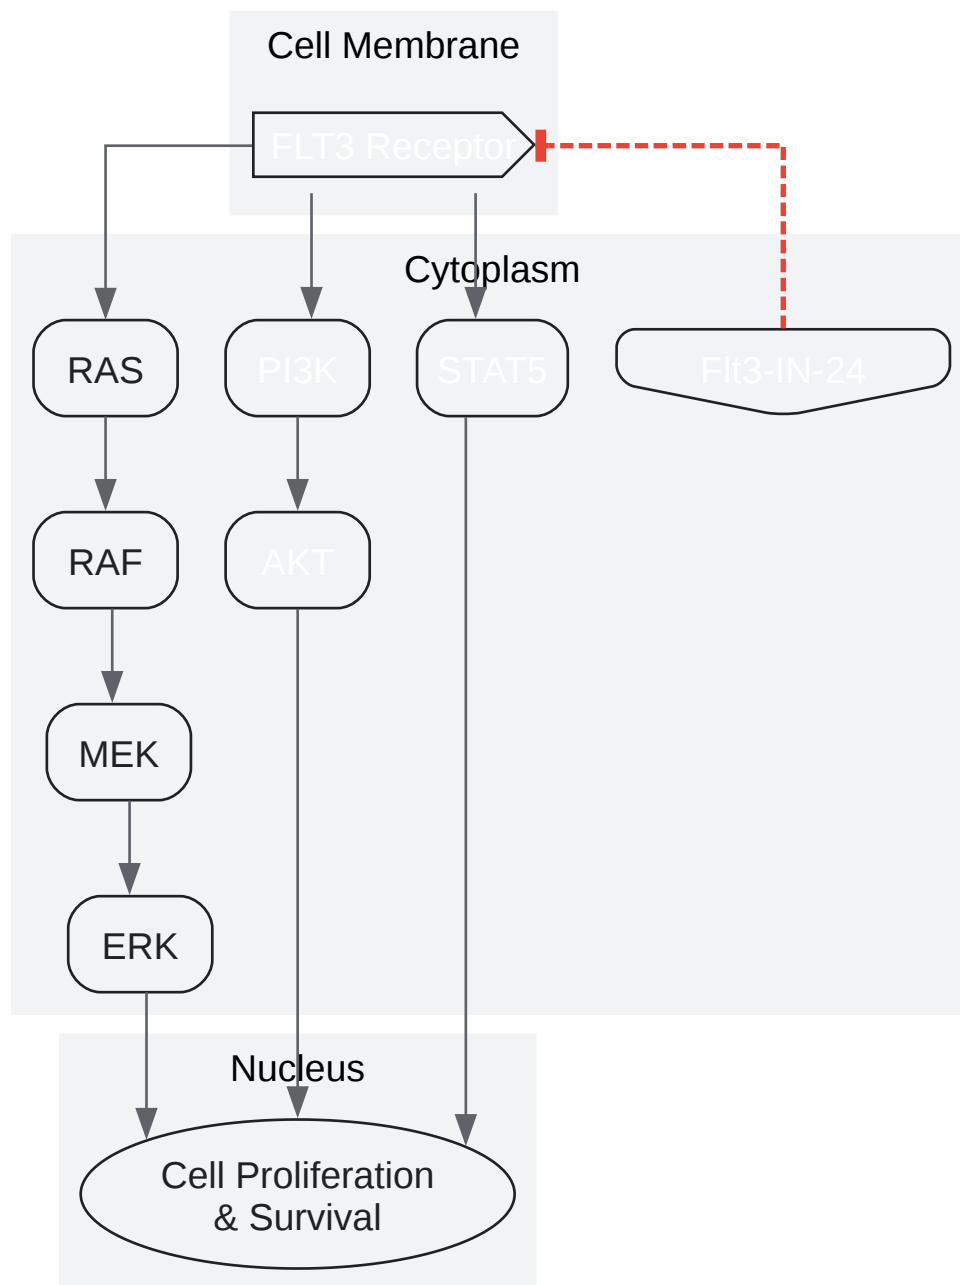 Cell Membrane
FLT3 Receptor
Cytoplasm
RAS
PI3K
STAT5
Flt3-IN-24
RAF
AKT
MEK
ERK
Nucleus
Cell Proliferation
& Survival